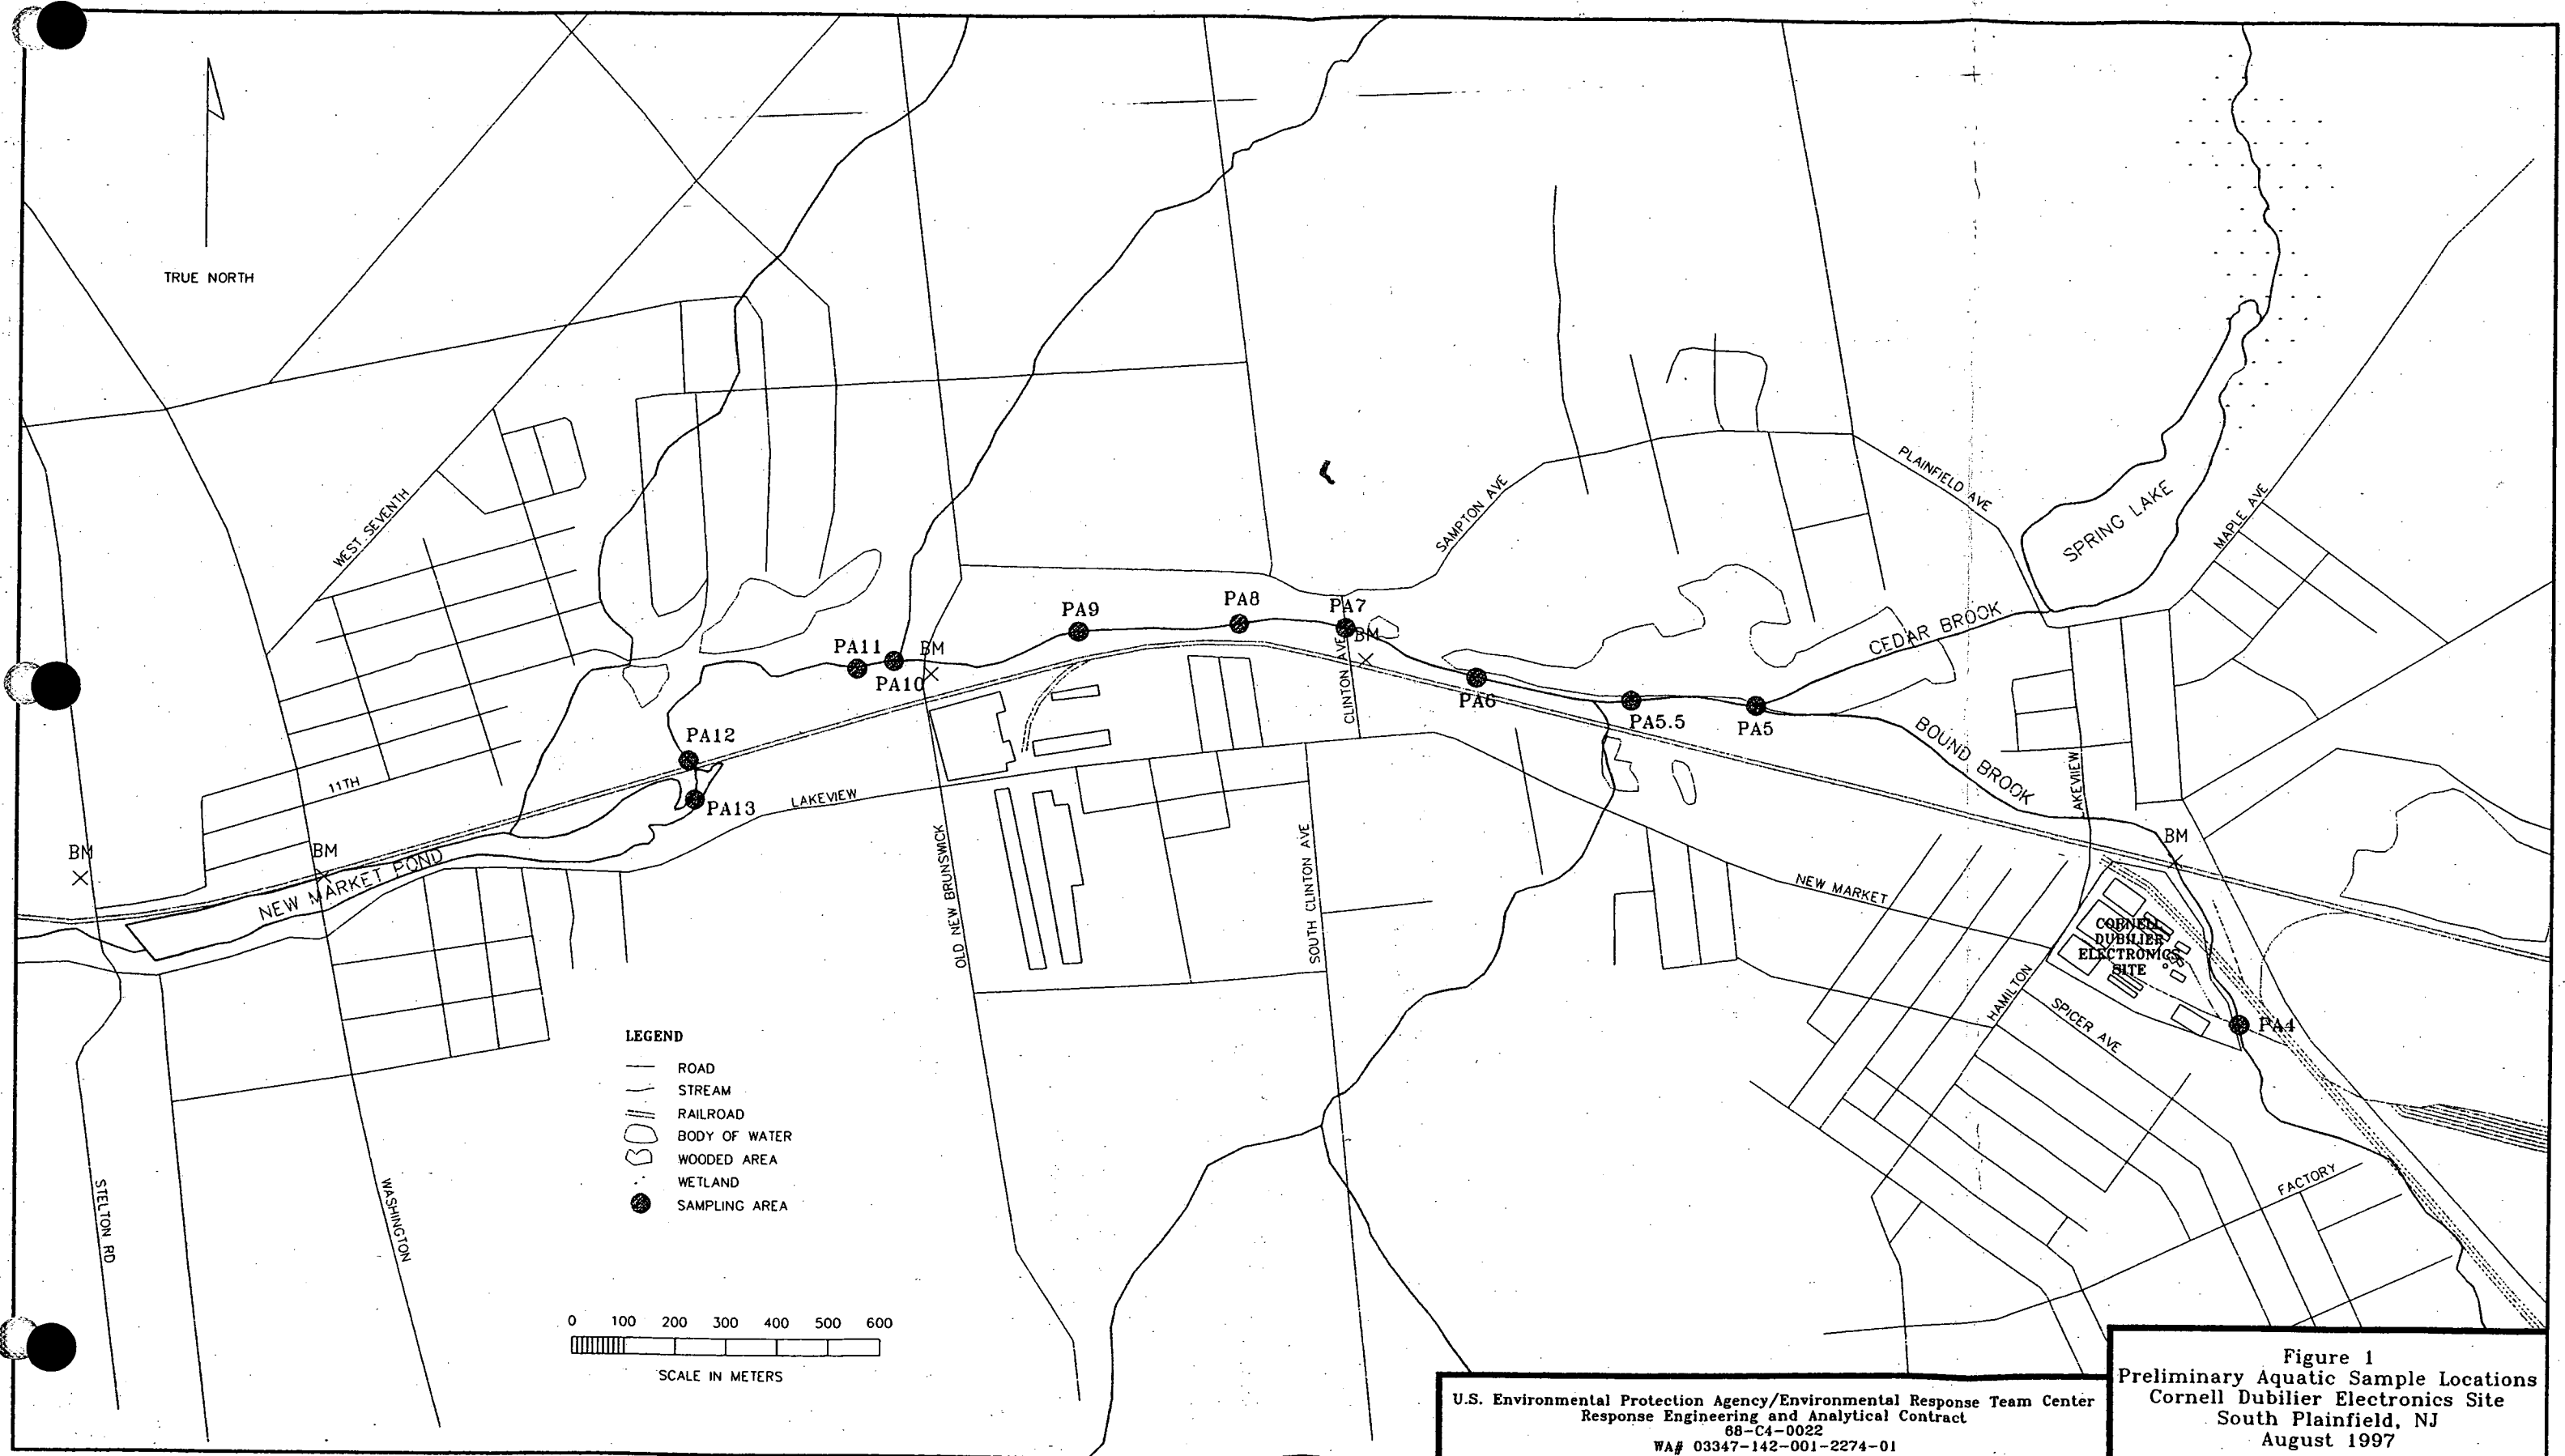 TRUE NORTH
WEST SEVENTH
SAMPTON AVE
PLAINFIELD AVE
SPRING LAKE
MAPLE AVE
CEDAR BROOK
BOUND BROOK
PA9
PA8
PA7
BM
PA11
PA10
BM
CLINTON AVE
PA6
PA5.5
PA5
PA12
PA13
LAKEVIEW
LAKEVIEW
11TH
BM
BM
BM
NEW MARKET POND
OLD NEW BRUNSWICK
SOUTH CLINTON AVE
NEW MARKET
CORNELL
DUBILIER
ELECTRONICS
SITE
HAMILTON
SPICER AVE
PA4
FACTORY
STELTON RD
WASHINGTON
LEGEND
ROAD
STREAM
RAILROAD
BODY OF WATER
WOODED AREA
WETLAND
SAMPLING AREA
0 100 200 300 400 500 600
SCALE IN METERS
U.S. Environmental Protection Agency/Environmental Response Team Center
Response Engineering and Analytical Contract
68-C4-0022
WA# 03347-142-001-2274-01
Figure 1
Preliminary Aquatic Sample Locations
Cornell Dubilier Electronics Site
South Plainfield, NJ
August 1997